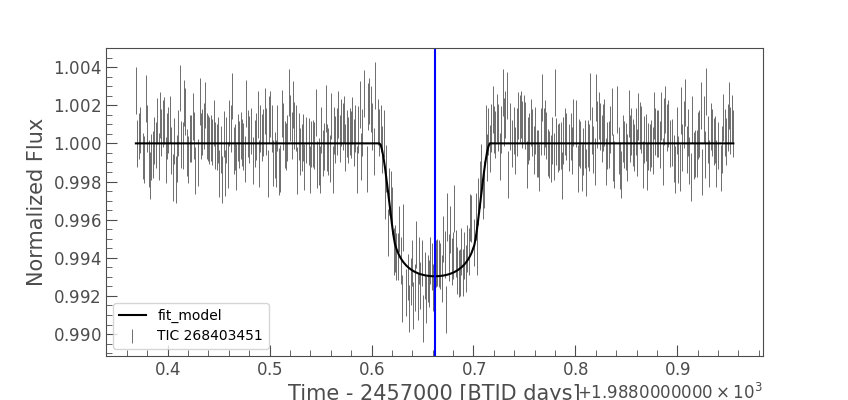 1.004
1.002
1.000
0.998
0.996
0.994
0.992
0.990
Normalized Flux
fit_model
TIC 268403451
0.4 0.5 0.6 0.7 0.8 0.9
Time - 2457000 [BTJD days]
+1.9880000000 × 10³